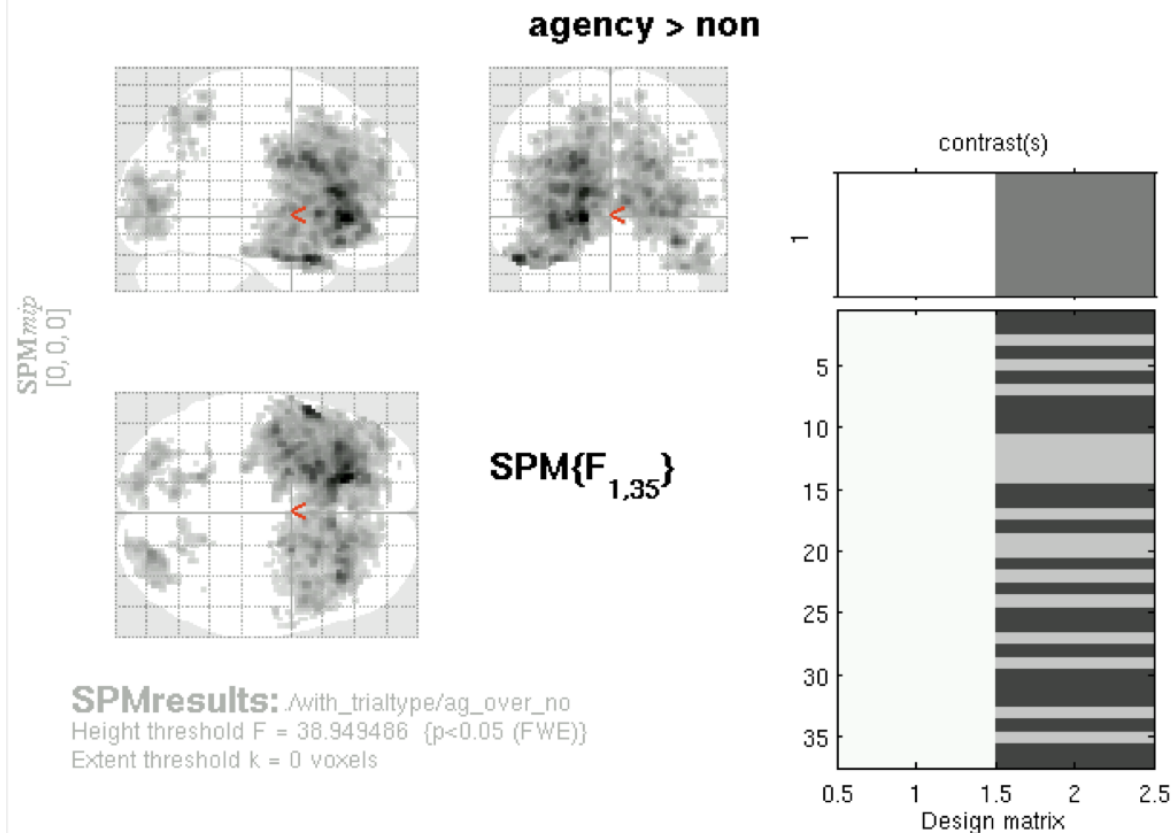 agency > non
contrast(s)
1
SPMmip
[0, 0, 0]
<
<
<
SPM{F1,35}
5
10
15
20
25
30
35
0.5 1 1.5 2 2.5
Design matrix
SPMresults: ./with_trialtype/ag_over_no
Height threshold F = 38.949486 {p<0.05 (FWE)}
Extent threshold k = 0 voxels